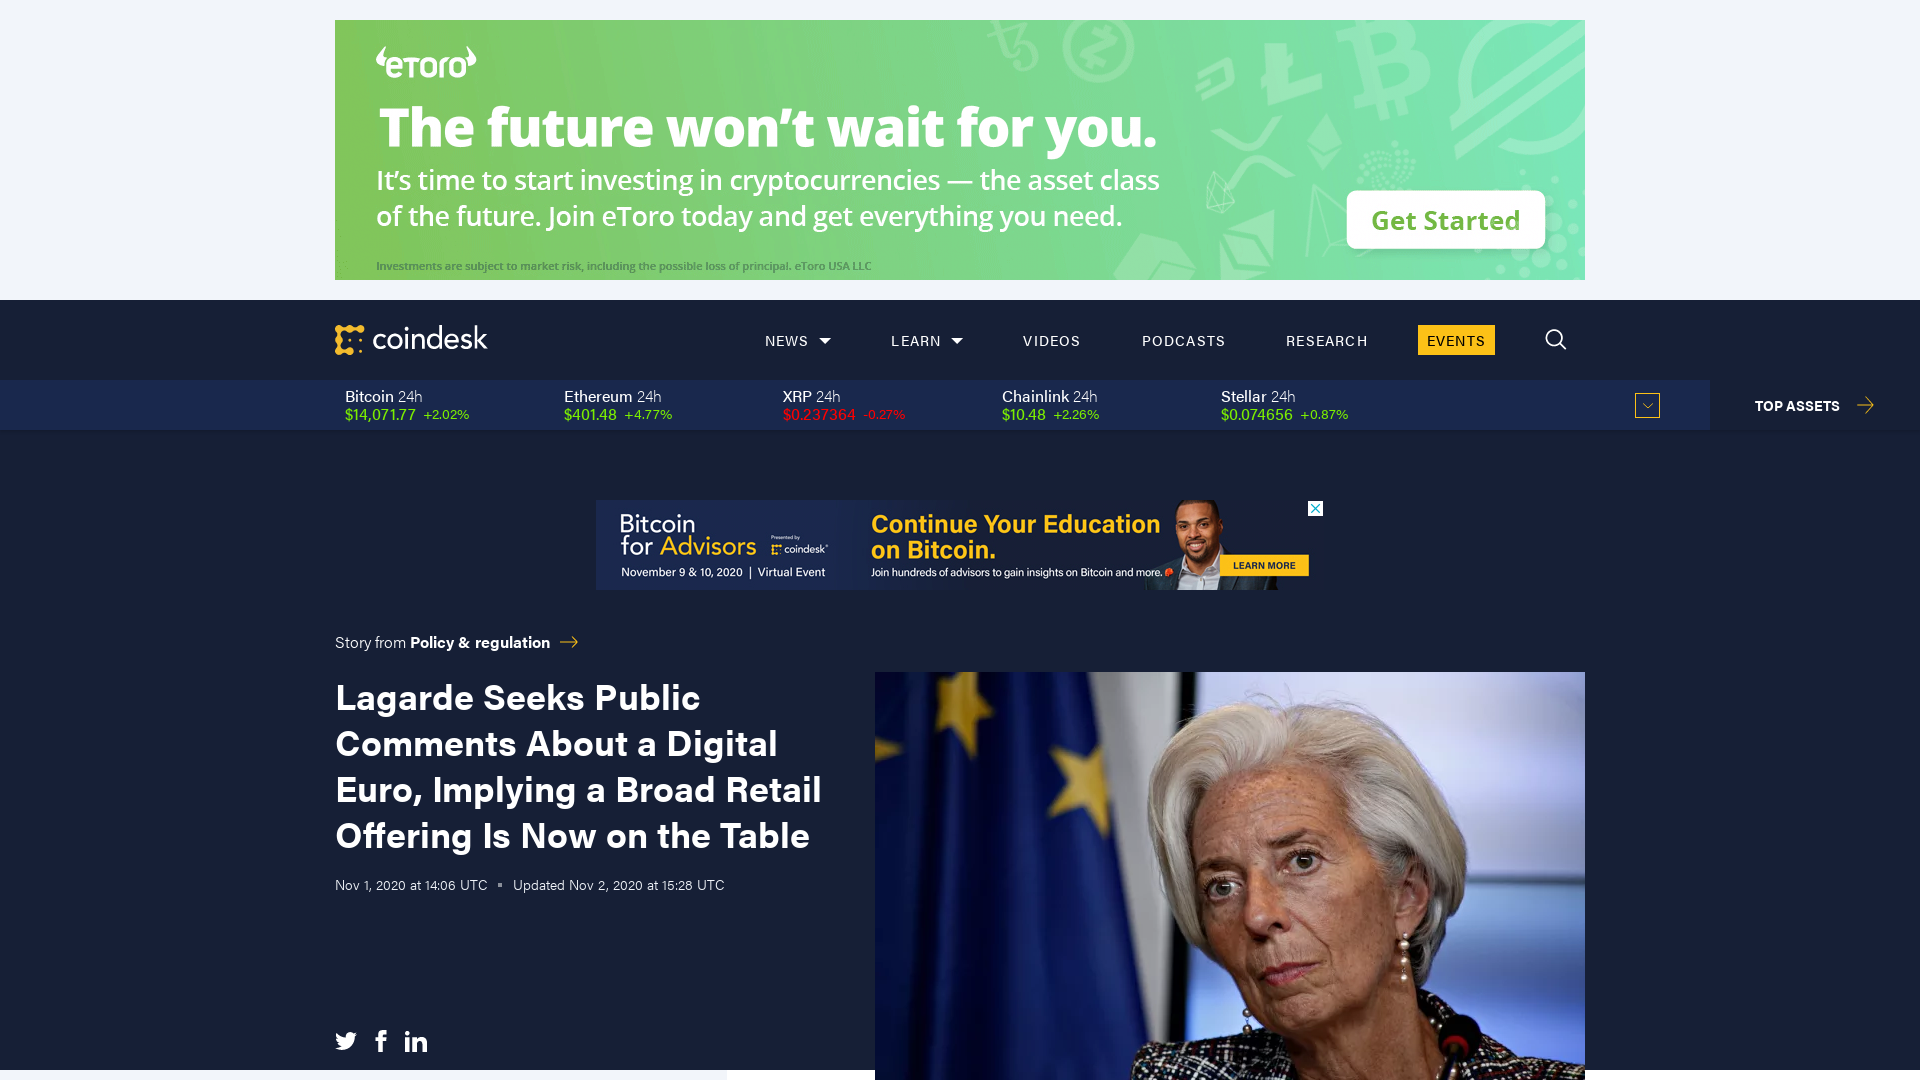 eToro
The future won't wait for you.
It's time to start investing in cryptocurrencies — the asset class
of the future. Join eToro today and get everything you need.
Get Started
Investments are subject to market risk, including the possible loss of principal. eToro USA LLC
coindesk
NEWS
LEARN
VIDEOS
PODCASTS
RESEARCH
EVENTS
Bitcoin 24h
$14,071.77 +2.02%
Ethereum 24h
$401.48 +4.77%
XRP 24h
$0.237364 -0.27%
Chainlink 24h
$10.48 +2.26%
Stellar 24h
$0.074656 +0.87%
TOP ASSETS
Bitcoin
for Advisors
Presented by
coindesk
November 9 & 10, 2020 | Virtual Event
Continue Your Education
on Bitcoin.
Join hundreds of advisors to gain insights on Bitcoin and more.
LEARN MORE
Story from Policy & regulation
Lagarde Seeks Public
Comments About a Digital
Euro, Implying a Broad Retail
Offering Is Now on the Table
Nov 1, 2020 at 14:06 UTC
Updated Nov 2, 2020 at 15:28 UTC